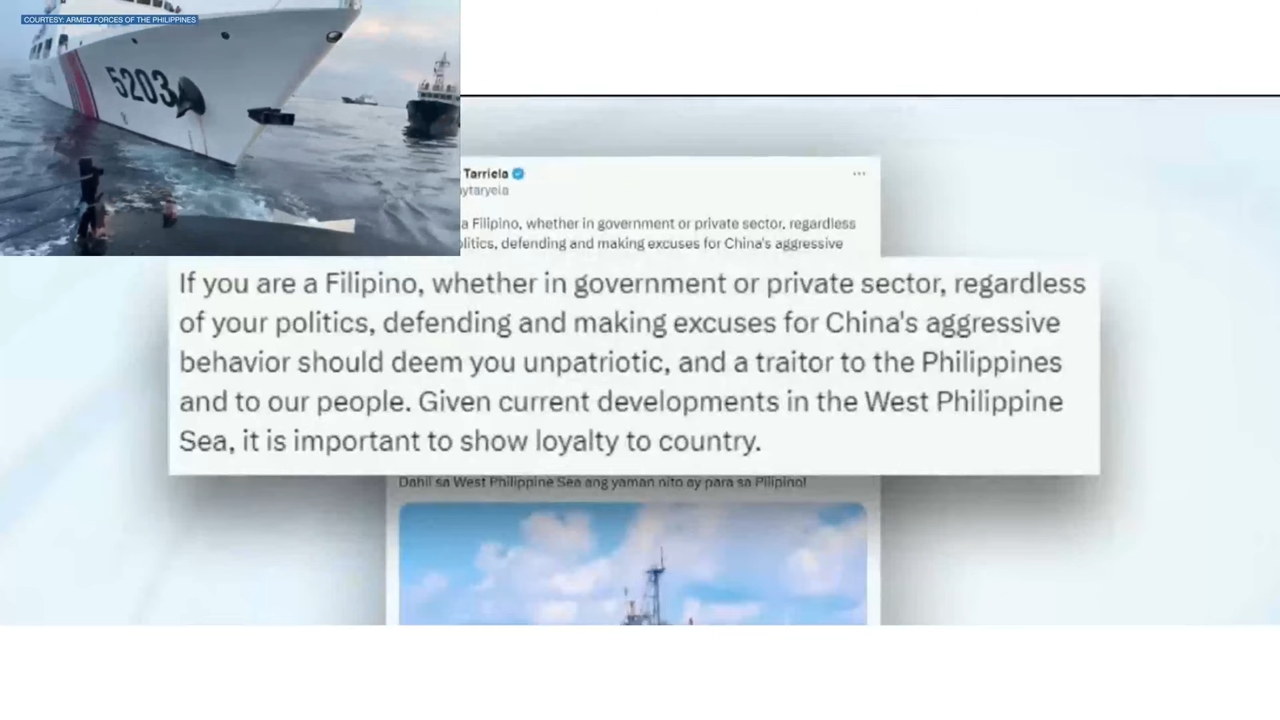 COURTESY: ARMED FORCES OF THE PHILIPPINES
5203
Tarriela
ytaryela
a Filipino, whether in government or private sector, regardless
litics, defending and making excuses for China's aggressive
If you are a Filipino, whether in government or private sector, regardless
of your politics, defending and making excuses for China's aggressive
behavior should deem you unpatriotic, and a traitor to the Philippines
and to our people. Given current developments in the West Philippine
Sea, it is important to show loyalty to country.
Dahil sa West Philippine Sea ang yaman nito ay para sa Pilipino!